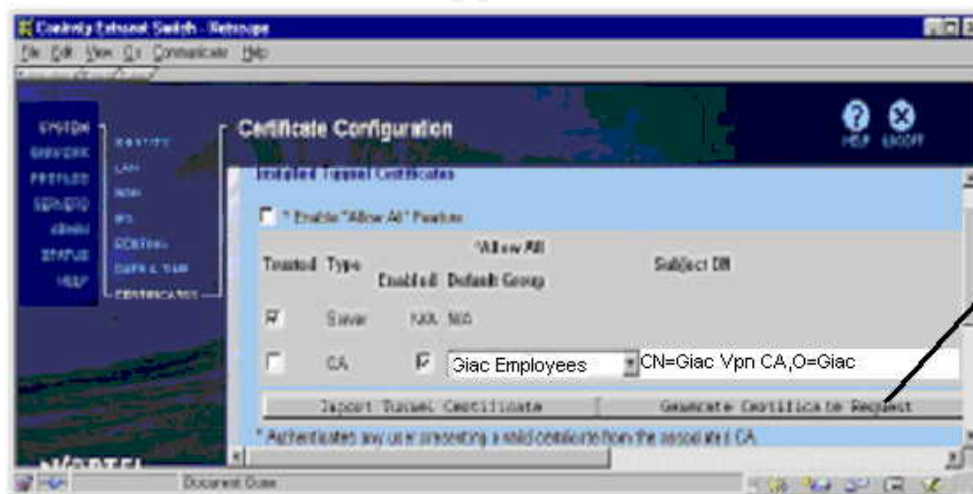 Contivity Extranet Switch - Netscape
File Edit View Go Communicator Help
Certificate Configuration
HELP LOGOFF
SYSTEM
PROFILES
SERVERS
ADMIN
STATUS
HELP
IDENTITY
LAN
WAN
DATE & TIME
CERTIFICATES
Installed Tunnel Certificates
* Enable "Allow All" Feature
*Allow All
Trusted Type Enabled Default Group Subject DN
Server N/A N/A
CA Giac Employees CN=Giac Vpn CA,O=Giac
Import Tunnel Certificate Generate Certificate Request
* Authenticates any user presenting a valid certificate from the associated CA
NORTEL
Document Done